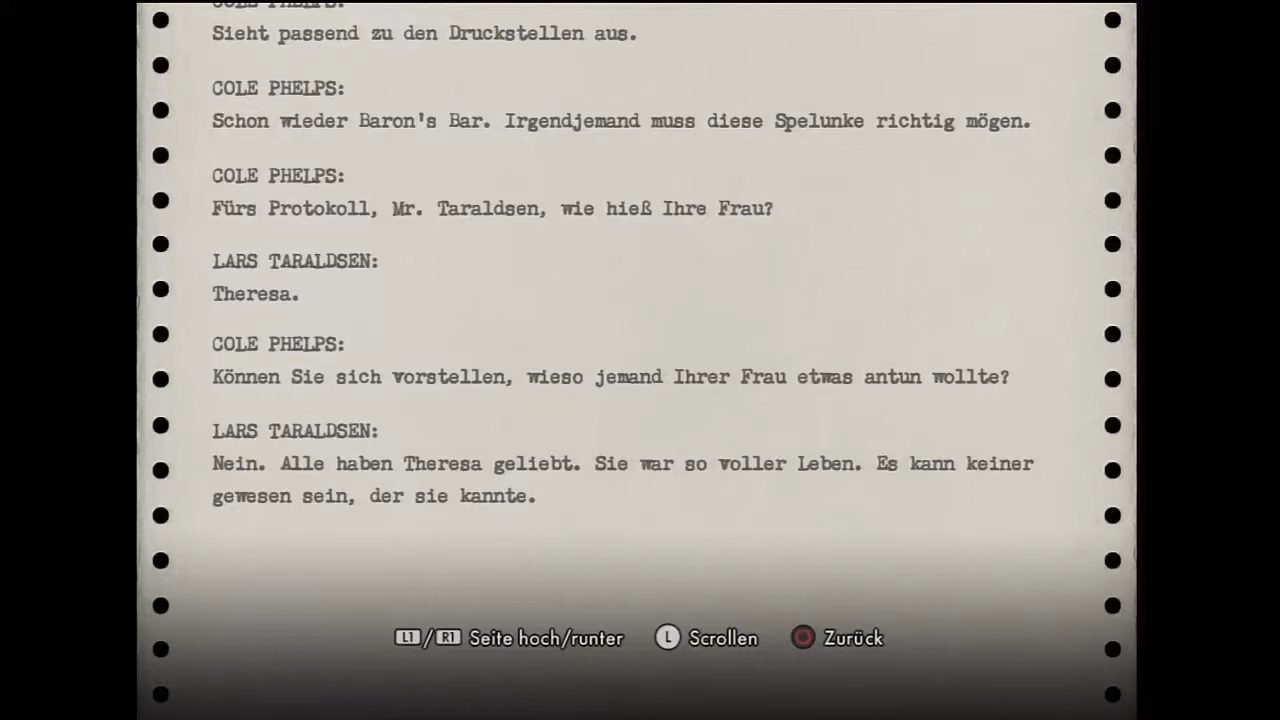 COLE PHELPS:
Sieht passend zu den Druckstellen aus.
COLE PHELPS:
Schon wieder Baron's Bar. Irgendjemand muss diese Spelunke richtig mögen.
COLE PHELPS:
Fürs Protokoll, Mr. Taraldsen, wie hieß Ihre Frau?
LARS TARALDSEN:
Theresa.
COLE PHELPS:
Können Sie sich vorstellen, wieso jemand Ihrer Frau etwas antun wollte?
LARS TARALDSEN:
Nein. Alle haben Theresa geliebt. Sie war so voller Leben. Es kann keiner
gewesen sein, der sie kannte.
L1/R1 Seite hoch/runter L Scrollen Zurück